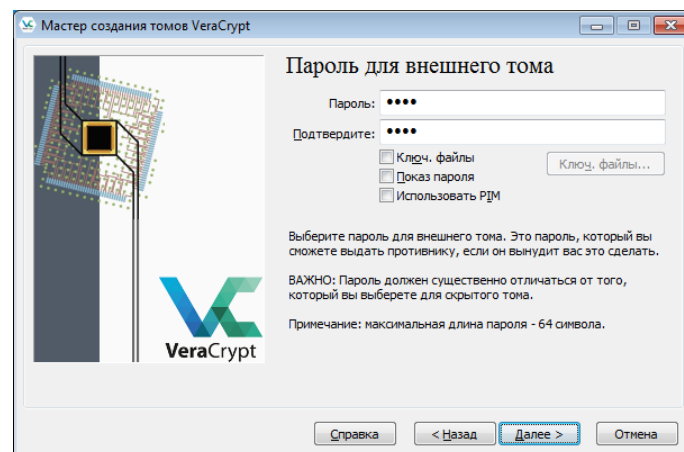 Мастер создания томов VeraCrypt
Пароль для внешнего тома
Пароль: ••••
Подтвердите: ••••
Ключ. файлы
Ключ. файлы...
Показ пароля
Использовать PIM
Выберите пароль для внешнего тома. Это пароль, который вы
сможете выдать противнику, если он вынудит вас это сделать.
ВАЖНО: Пароль должен существенно отличаться от того,
который вы выберете для скрытого тома.
Примечание: максимальная длина пароля - 64 символа.
VeraCrypt
Справка
< Назад
Далее >
Отмена